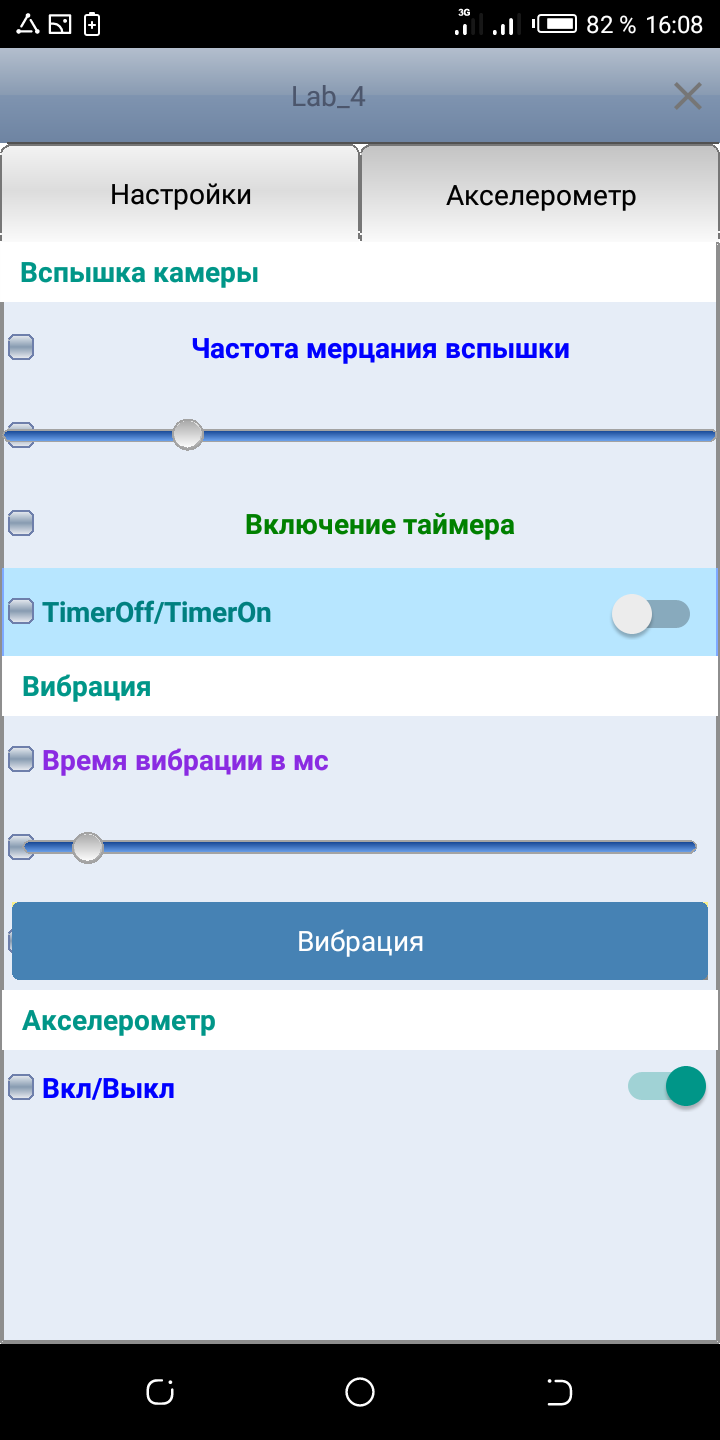 3G
82 % 16:08
Lab_4
Настройки
Акселерометр
Вспышка камеры
Частота мерцания вспышки
Включение таймера
TimerOff/TimerOn
Вибрация
Время вибрации в мс
Вибрация
Акселерометр
Вкл/Выкл